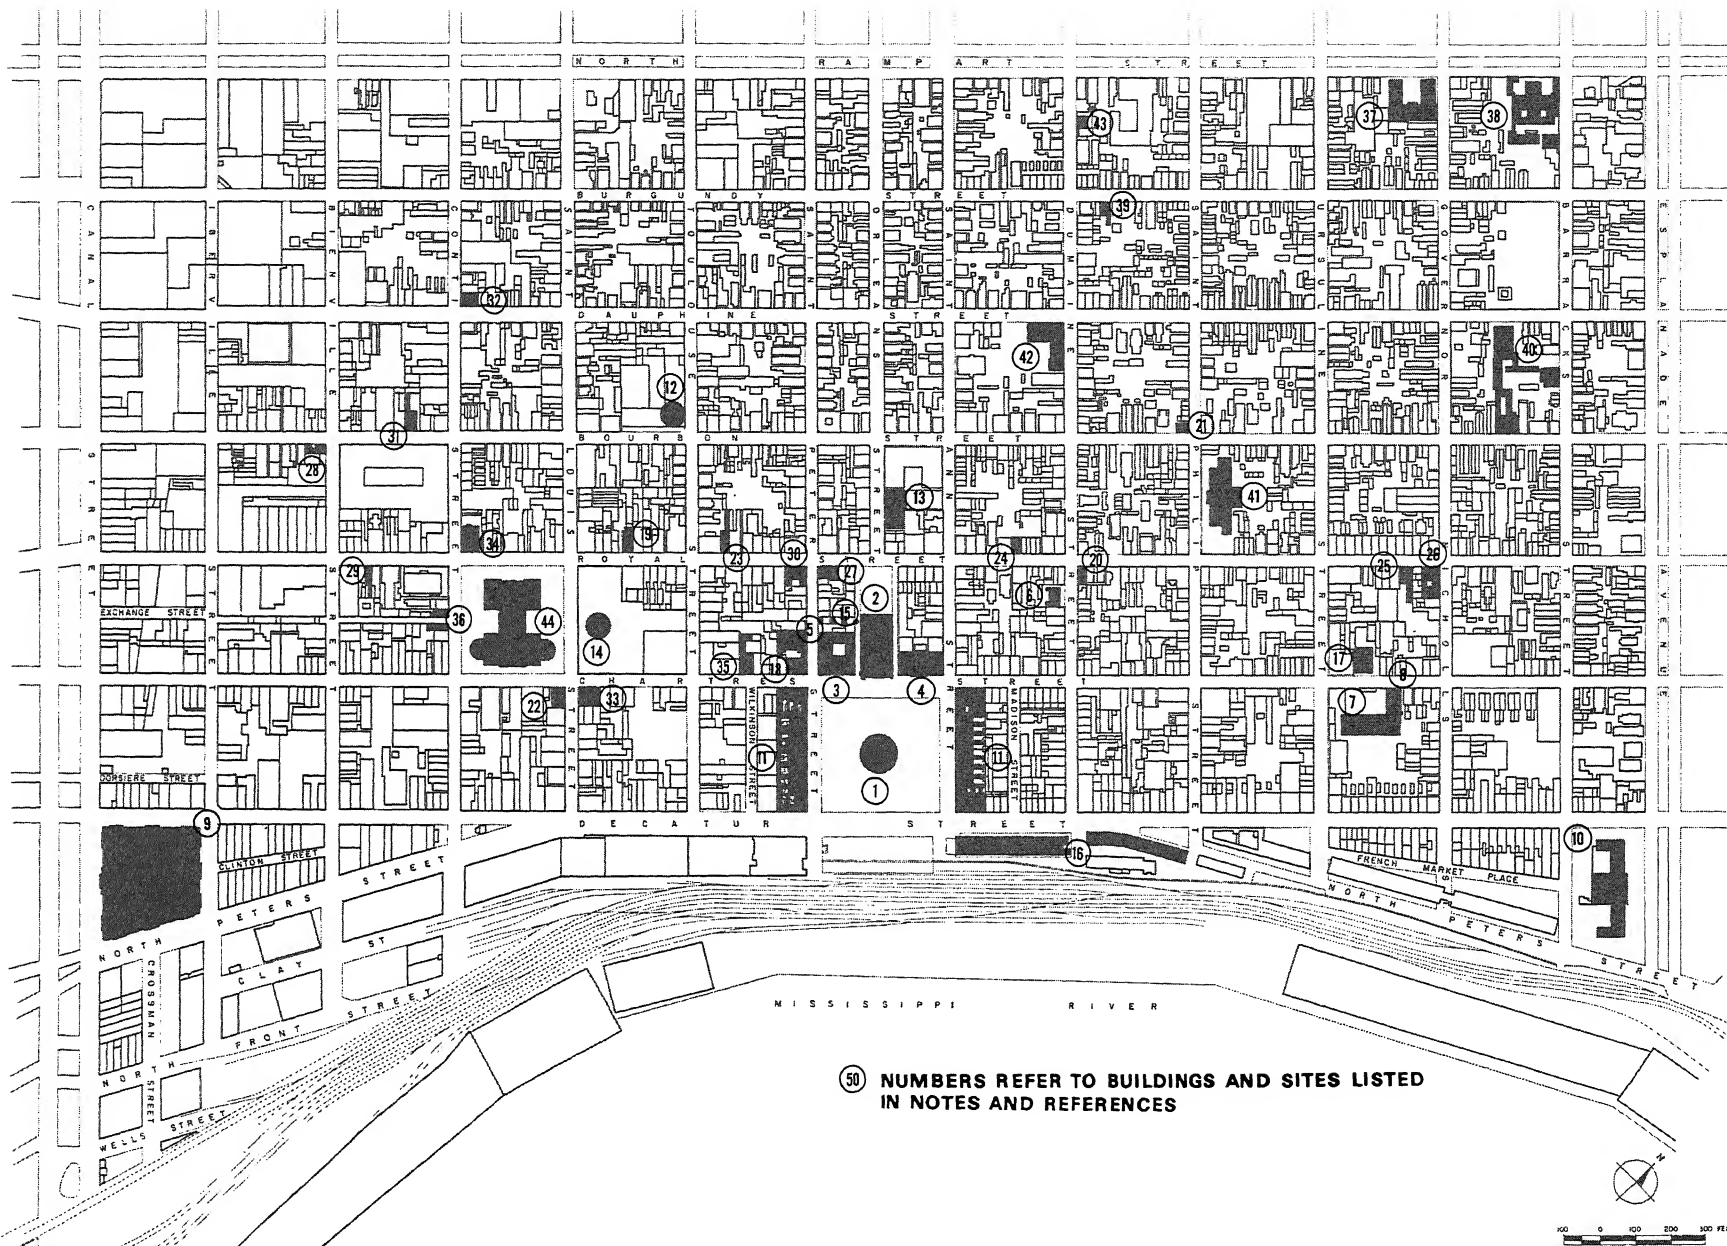 NORTH RAMPART STREET
43
37
38
BURGUNDY STREET
39
CANAL STREET
IBERVILLE STREET
BIENVILLE STREET
CONTI STREET
SAINT LOUIS STREET
TOULOUSE STREET
SAINT PETER STREET
ORLEANS STREET
SAINT ANN STREET
DUMAINE STREET
SAINT PHILIP STREET
URSULINE STREET
GOVERNOR NICHOLLS
BARRACKS ST
ESPLANADE AVENUE
32
DAUPHINE STREET
42
40
12
31
21
BOURBON STREET
28
13
41
34
19
23
30
24
20
25
26
ROYAL STREET
29
27
2
6
EXCHANGE STREET
36
44
14
15
5
35
18
17
8
CHARTRES STREET
3
4
22
33
WILKINSON STREET
MADISON STREET
7
11
11
1
DORSIERE STREET
9
DECATUR STREET
10
16
CLINTON STREET
FRENCH MARKET PLACE
NORTH PETERS STREET
NORTH PETERS STREET
CROSSMAN STREET
CLAY ST
NORTH FRONT STREET
WELLS STREET
MISSISSIPPI RIVER
50 NUMBERS REFER TO BUILDINGS AND SITES LISTED
IN NOTES AND REFERENCES
N
100 0 100 200 300 FE